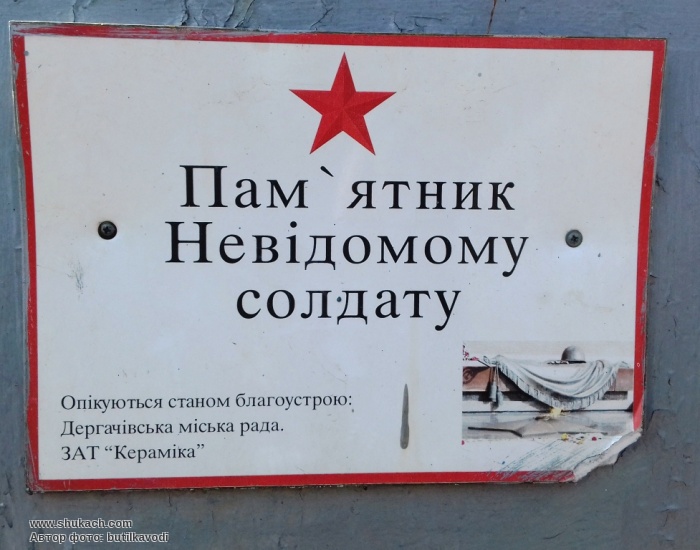 Пам`ятник
Невідомому
солдату
Опікуються станом благоустрою:
Дергачівська міська рада.
ЗАТ “Кераміка”
www.shukach.com
Автор фото: butilkavodi